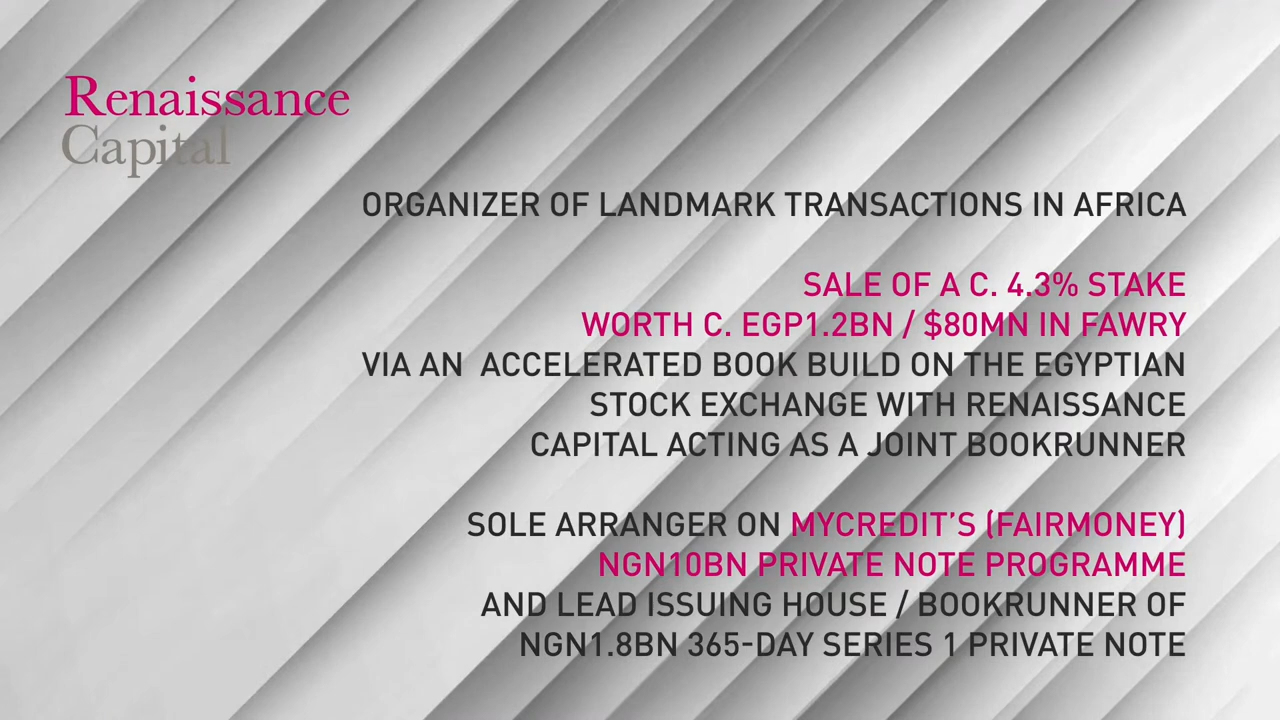 Renaissance
Capital
ORGANIZER OF LANDMARK TRANSACTIONS IN AFRICA
SALE OF A C. 4.3% STAKE
WORTH C. EGP1.2BN / $80MN IN FAWRY
VIA AN ACCELERATED BOOK BUILD ON THE EGYPTIAN
STOCK EXCHANGE WITH RENAISSANCE
CAPITAL ACTING AS A JOINT BOOKRUNNER
SOLE ARRANGER ON MYCREDIT'S (FAIRMONEY)
NGN10BN PRIVATE NOTE PROGRAMME
AND LEAD ISSUING HOUSE / BOOKRUNNER OF
NGN1.8BN 365-DAY SERIES 1 PRIVATE NOTE